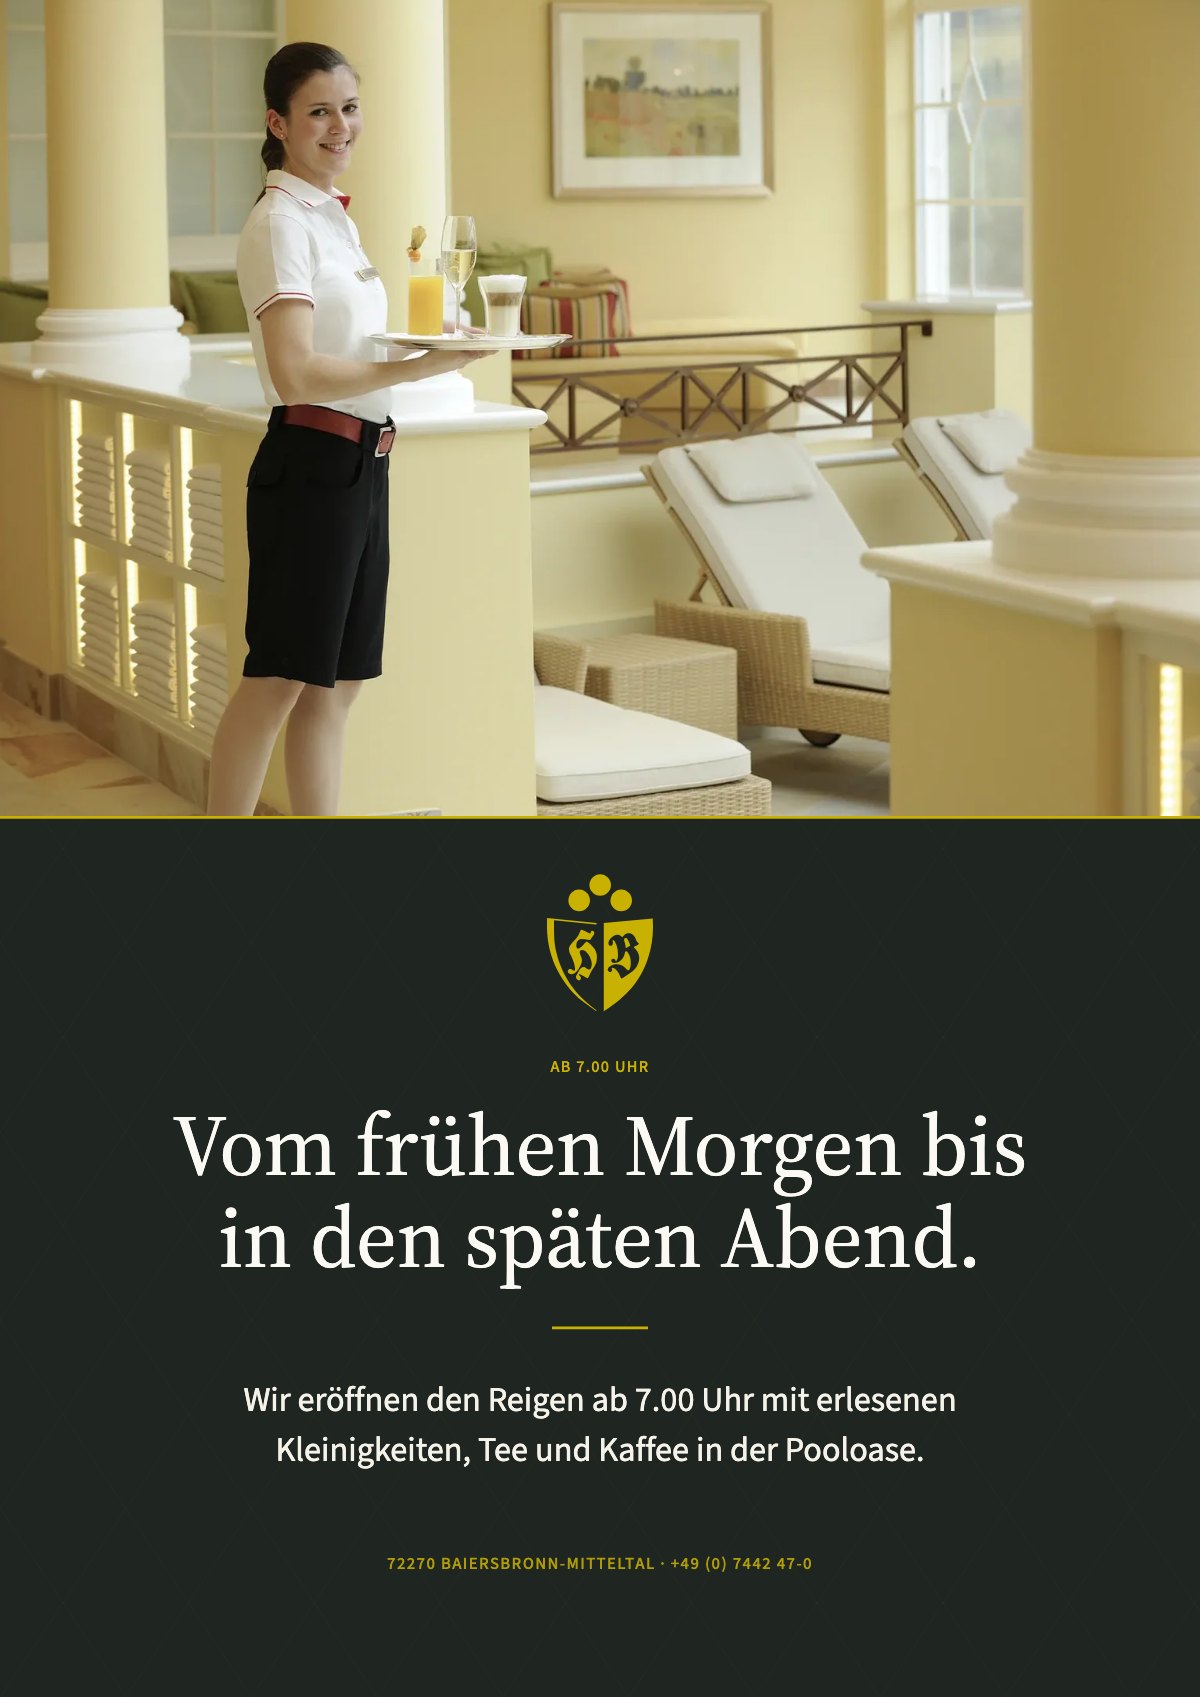 H B
AB 7.00 UHR
Vom frühen Morgen bis
in den späten Abend.
Wir eröffnen den Reigen ab 7.00 Uhr mit erlesenen
Kleinigkeiten, Tee und Kaffee in der Pooloase.
72270 BAIERSBRONN-MITTELTAL · +49 (0) 7442 47-0